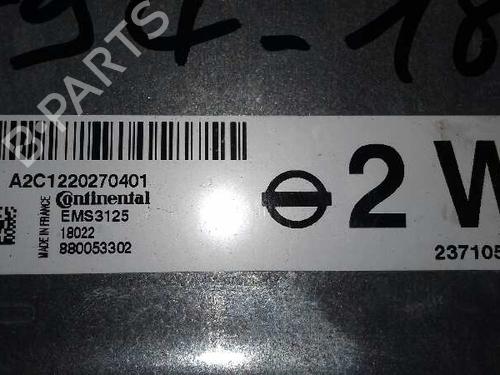 B-PARTS
A2C1220270401
Continental
EMS3125
18022
880053302
MADE IN FRANCE
2 W
237105